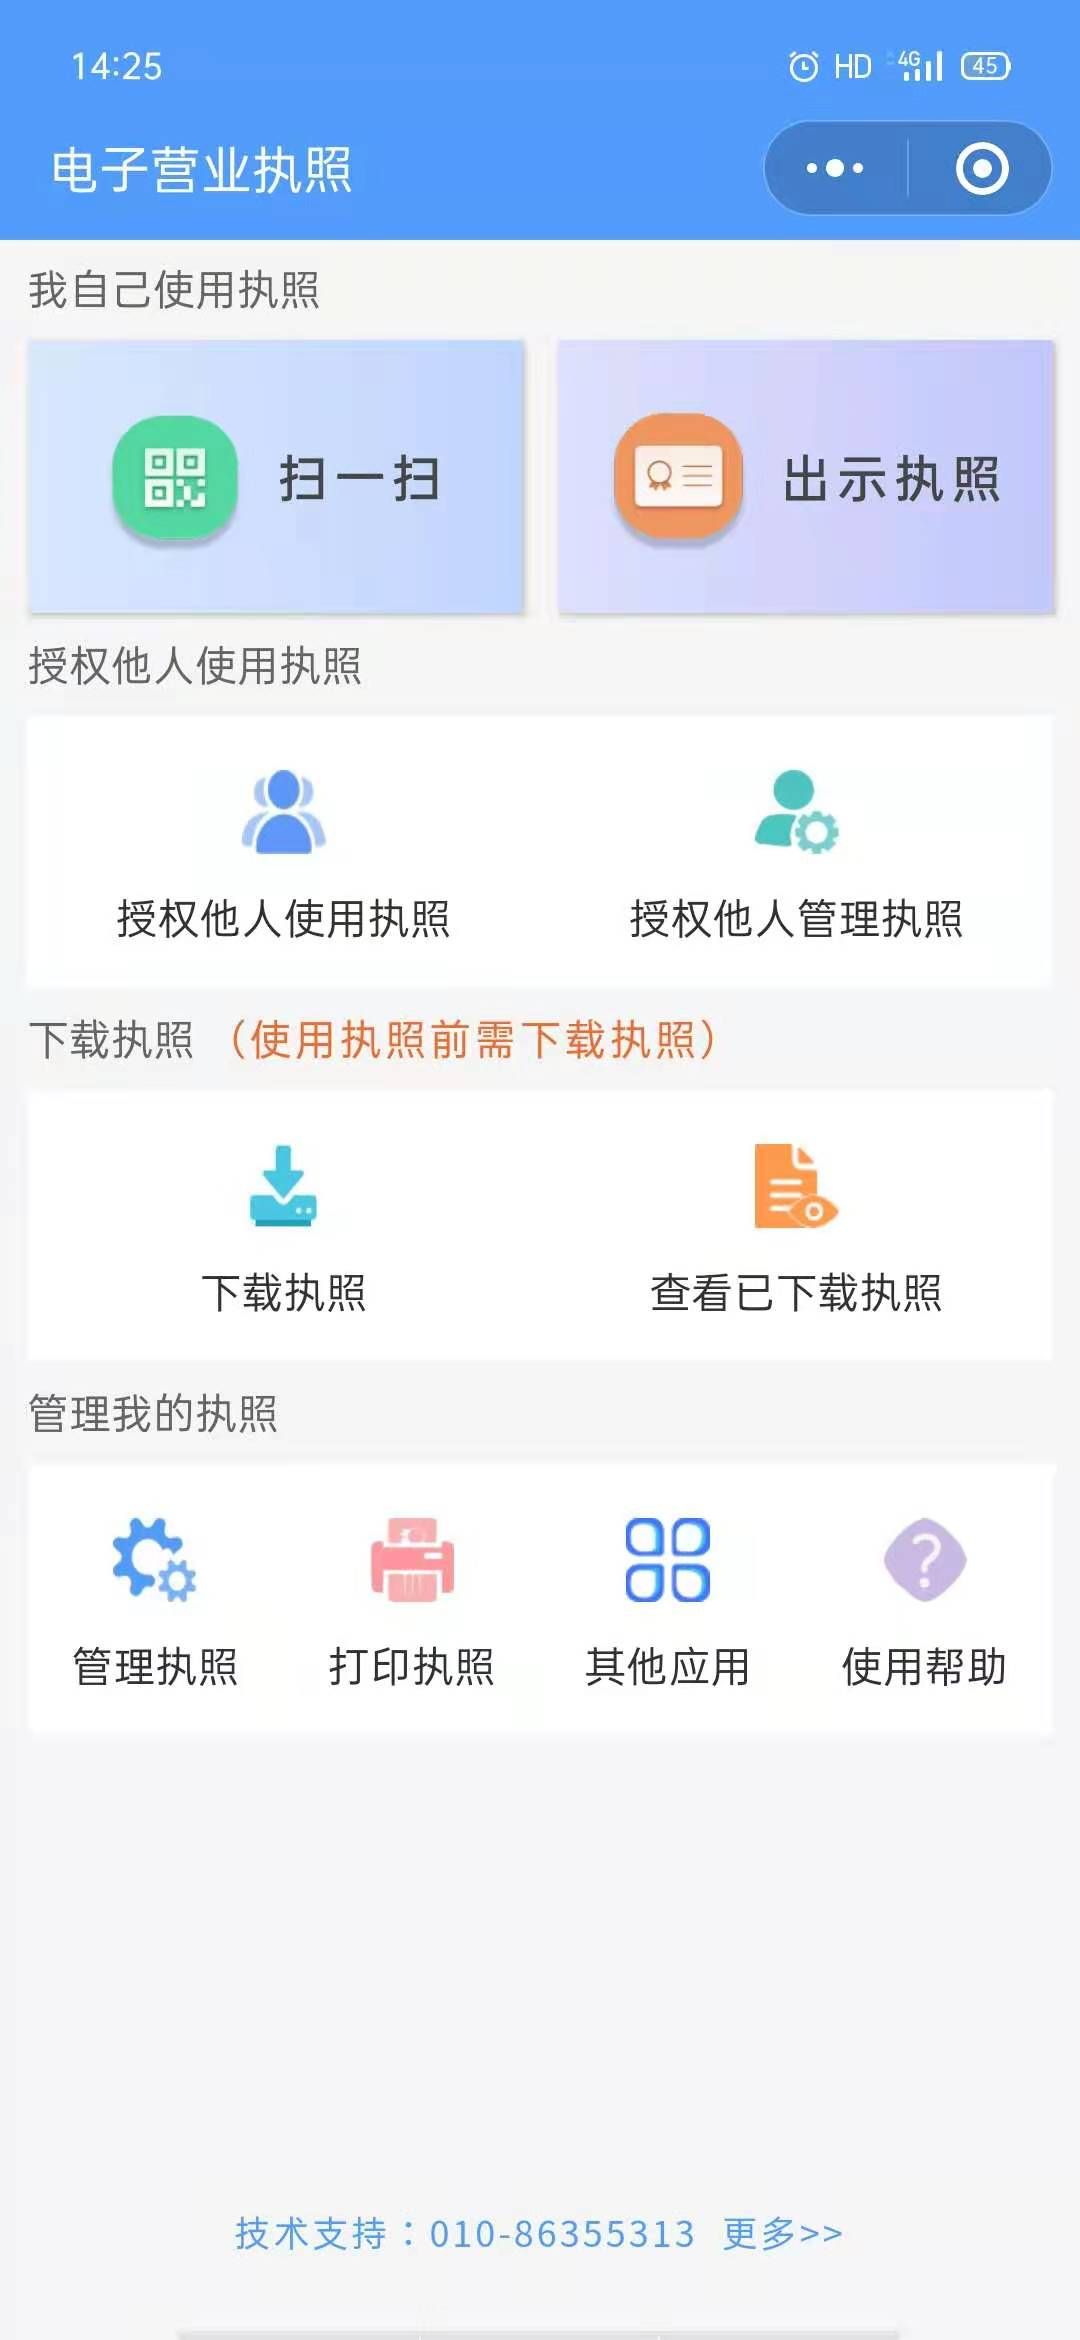 14:25 HD 4G 45
电子营业执照
我自己使用执照
扫一扫 出示执照
授权他人使用执照
授权他人使用执照 授权他人管理执照
下载执照 （使用执照前需下载执照）
下载执照 查看已下载执照
管理我的执照
管理执照 打印执照 其他应用 使用帮助
技术支持：010-86355313 更多>>